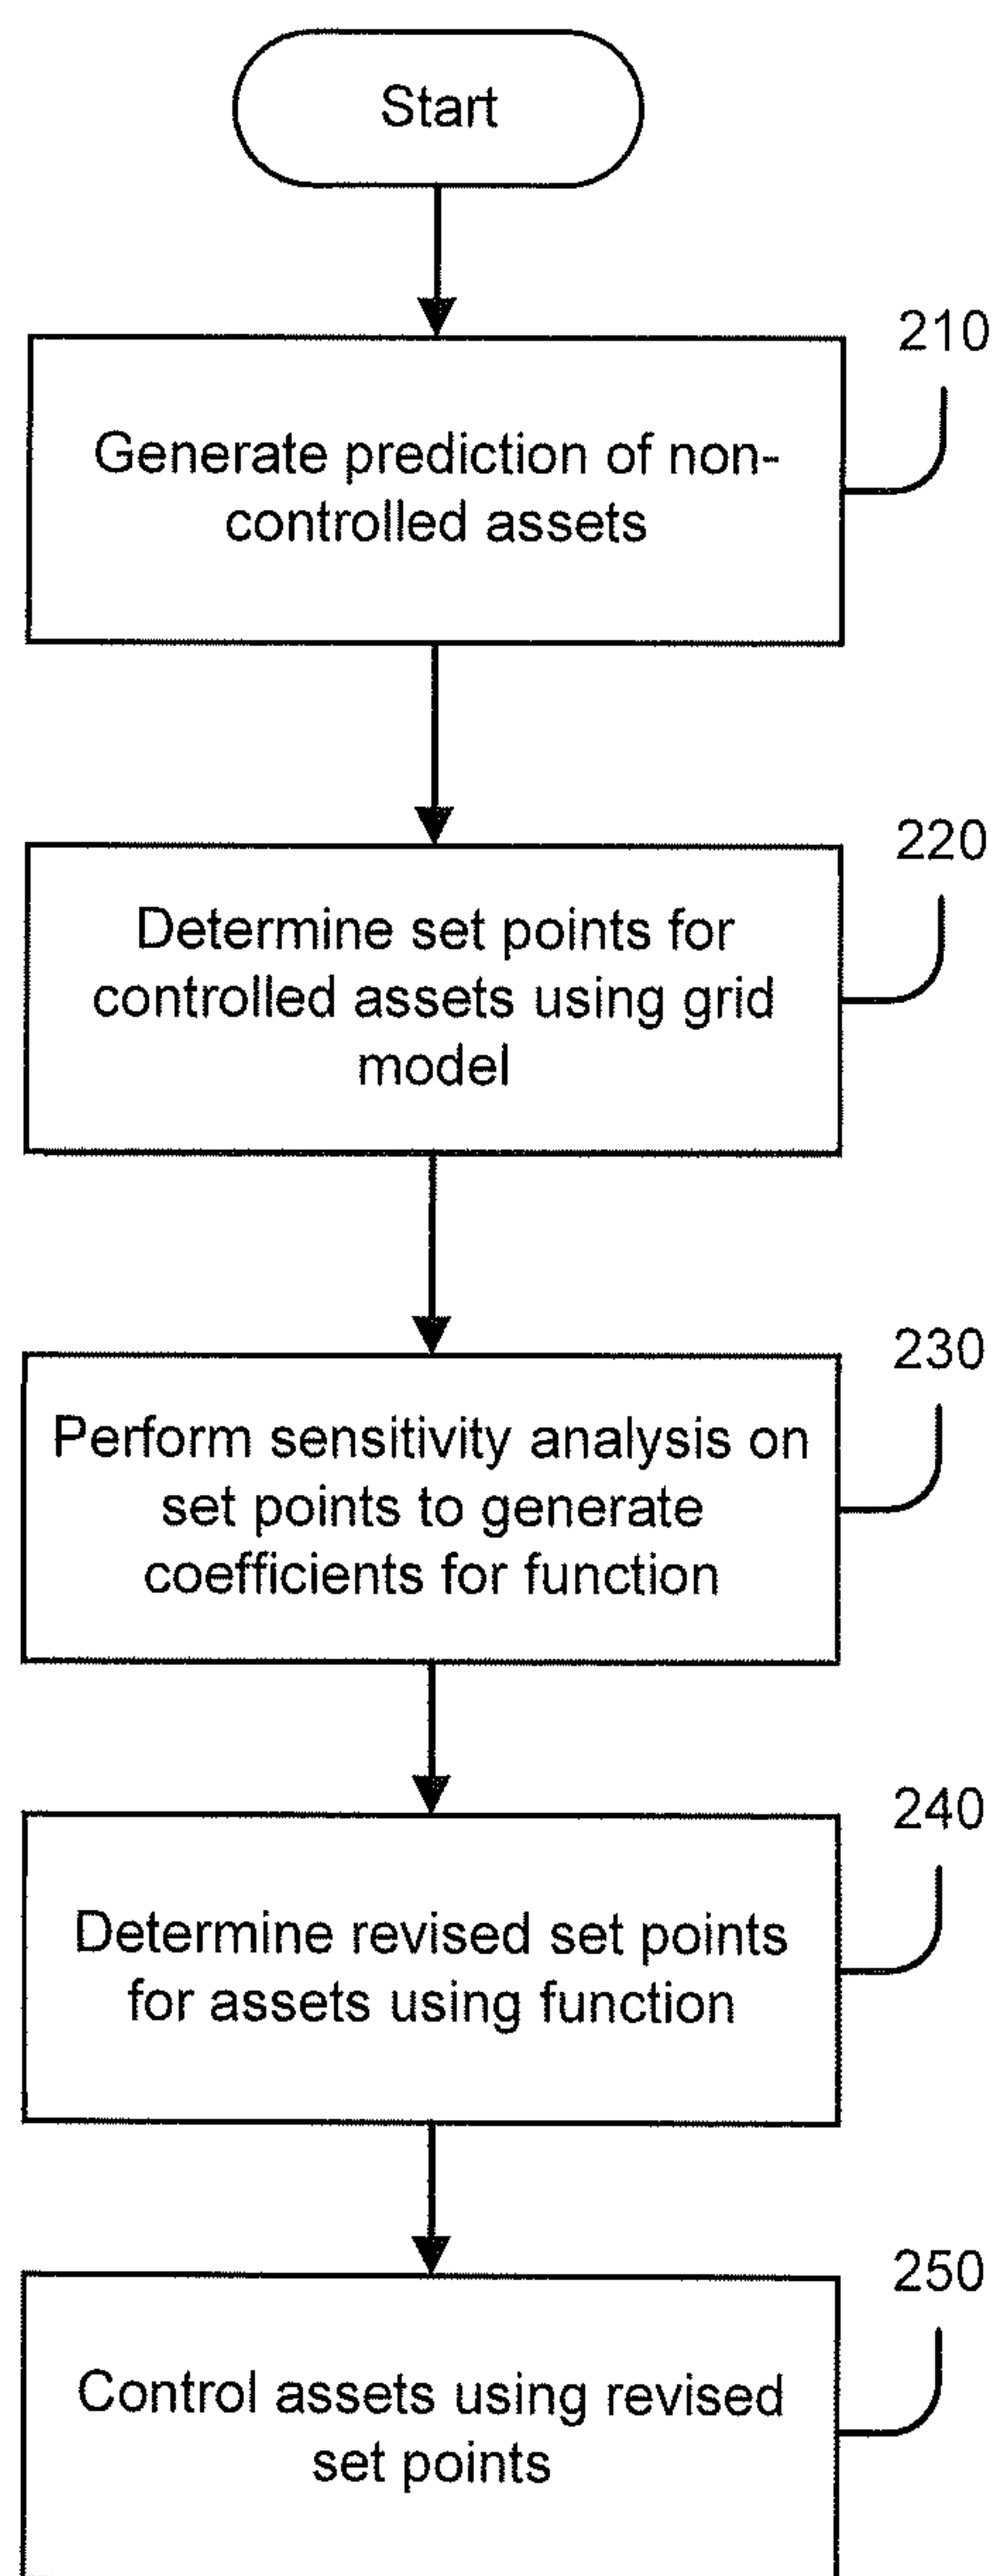 Start
210
Generate prediction of non-
controlled assets
220
Determine set points for
controlled assets using grid
model
230
Perform sensitivity analysis on
set points to generate
coefficients for function
240
Determine revised set points
for assets using function
250
Control assets using revised
set points